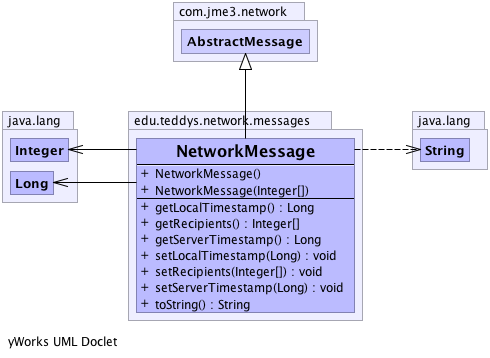 com.jme3.network
AbstractMessage
java.lang
Integer
Long
edu.teddys.network.messages
NetworkMessage
+ NetworkMessage()
+ NetworkMessage(Integer[])
+ getLocalTimestamp() : Long
+ getRecipients() : Integer[]
+ getServerTimestamp() : Long
+ setLocalTimestamp(Long) : void
+ setRecipients(Integer[]) : void
+ setServerTimestamp(Long) : void
+ toString() : String
java.lang
String
yWorks UML Doclet